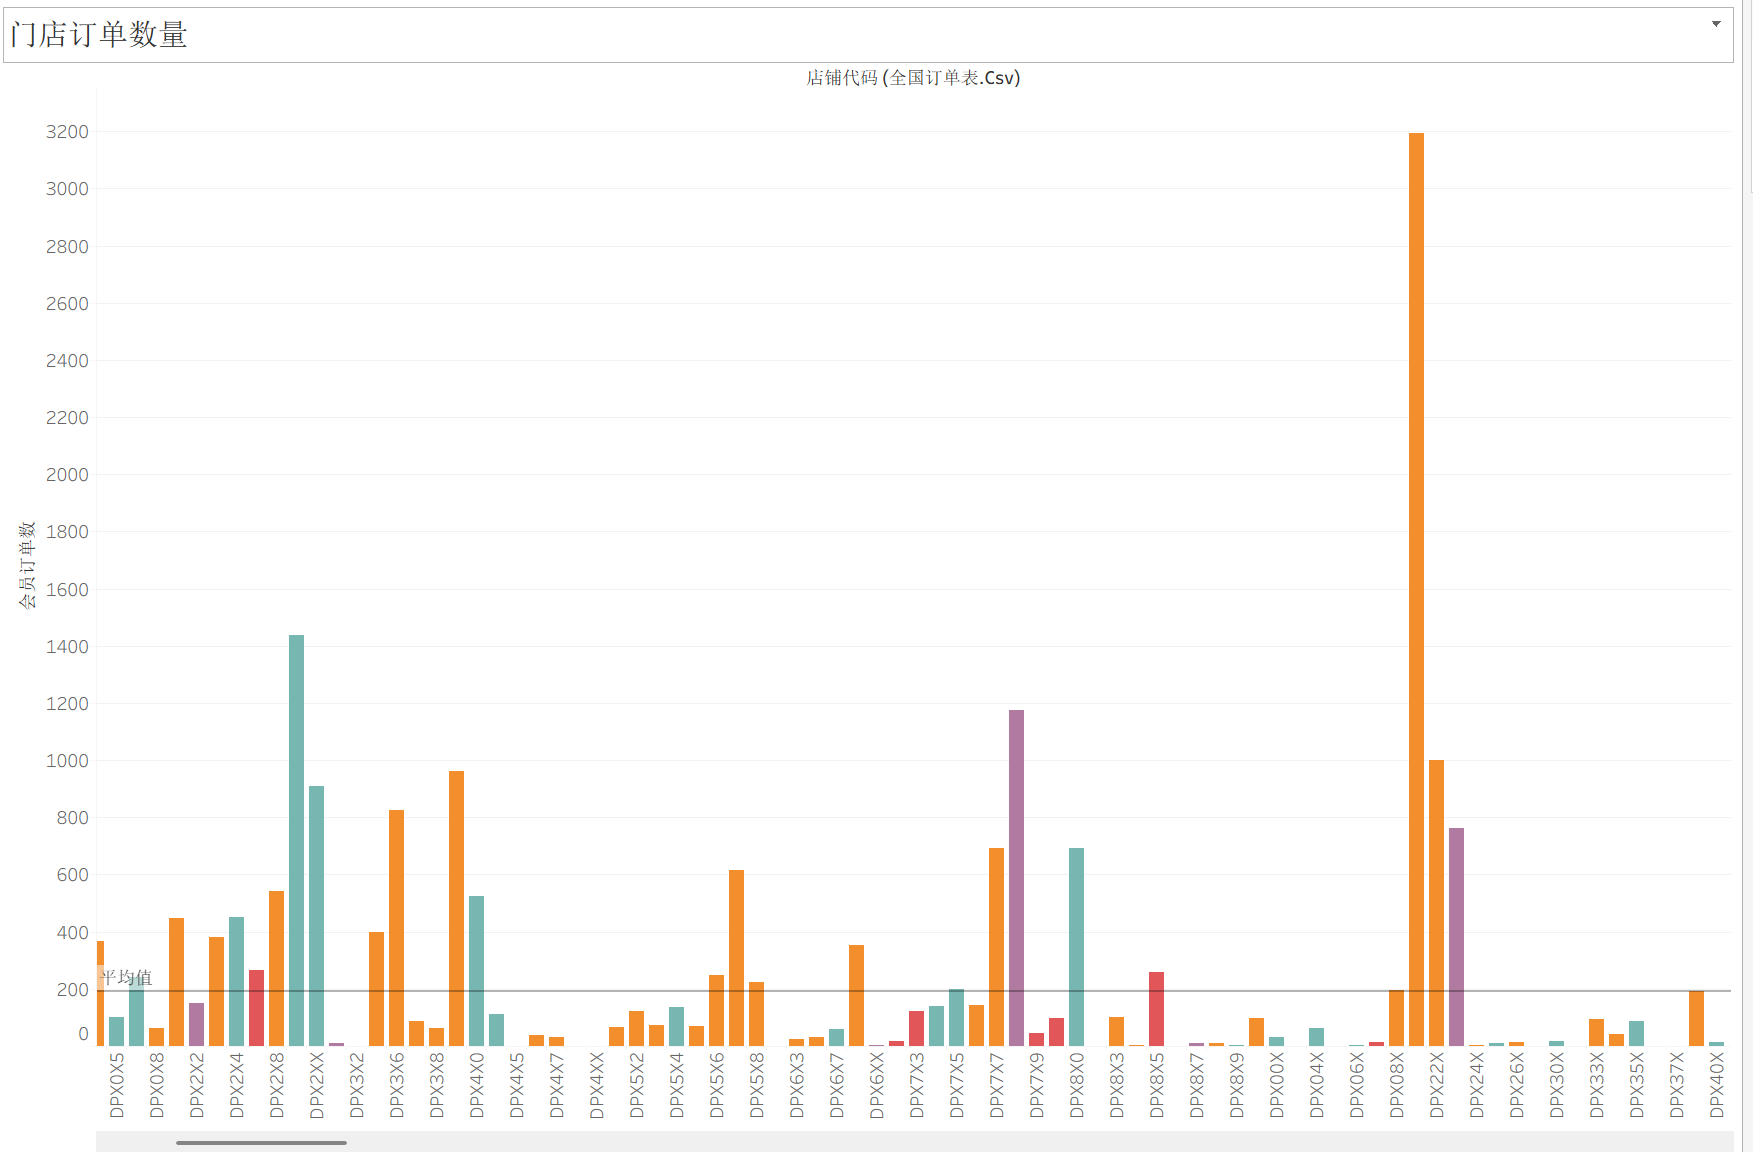 门店订单数量
店铺代码 (全国订单表.Csv)
会员订单数
3200
3000
2800
2600
2400
2200
2000
1800
1600
1400
1200
1000
800
600
400
200
0
平均值
DPX0X5
DPX0X8
DPX2X2
DPX2X4
DPX2X8
DPX2XX
DPX3X2
DPX3X6
DPX3X8
DPX4X0
DPX4X5
DPX4X7
DPX4XX
DPX5X2
DPX5X4
DPX5X6
DPX5X8
DPX6X3
DPX6X7
DPX6XX
DPX7X3
DPX7X5
DPX7X7
DPX7X9
DPX8X0
DPX8X3
DPX8X5
DPX8X7
DPX8X9
DPX00X
DPX04X
DPX06X
DPX08X
DPX22X
DPX24X
DPX26X
DPX30X
DPX33X
DPX35X
DPX37X
DPX40X